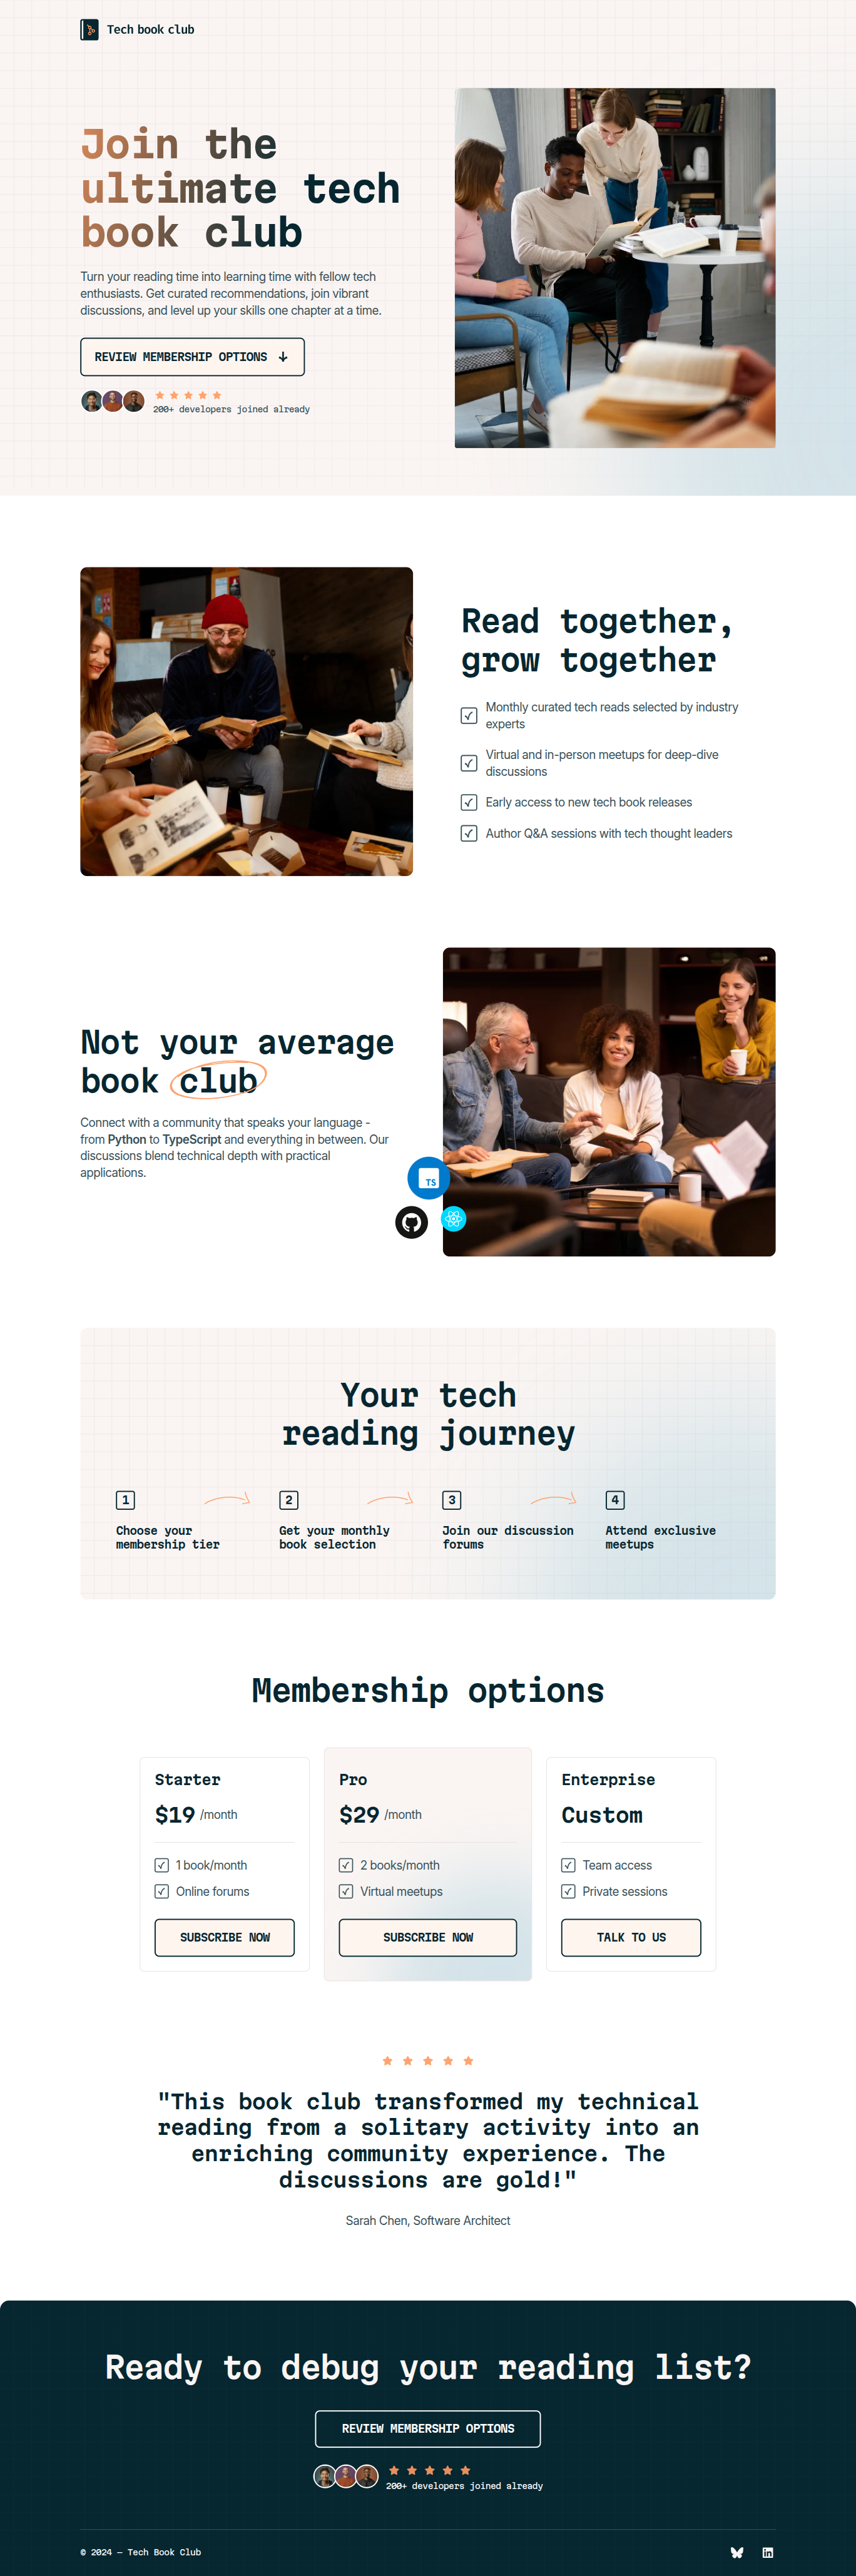 Tech book club
Join the
ultimate tech
book club
Turn your reading time into learning time with fellow tech
enthusiasts. Get curated recommendations, join vibrant
discussions, and level up your skills one chapter at a time.
REVIEW MEMBERSHIP OPTIONS
200+ developers joined already
Read together,
grow together
Monthly curated tech reads selected by industry
experts
Virtual and in-person meetups for deep-dive
discussions
Early access to new tech book releases
Author Q&A sessions with tech thought leaders
Not your average
book club
Connect with a community that speaks your language -
from Python to TypeScript and everything in between. Our
discussions blend technical depth with practical
applications.
TS
Your tech
reading journey
1
Choose your
membership tier
2
Get your monthly
book selection
3
Join our discussion
forums
4
Attend exclusive
meetups
Membership options
Starter
$19 /month
1 book/month
Online forums
SUBSCRIBE NOW
Pro
$29 /month
2 books/month
Virtual meetups
SUBSCRIBE NOW
Enterprise
Custom
Team access
Private sessions
TALK TO US
"This book club transformed my technical
reading from a solitary activity into an
enriching community experience. The
discussions are gold!"
Sarah Chen, Software Architect
Ready to debug your reading list?
REVIEW MEMBERSHIP OPTIONS
200+ developers joined already
© 2024 — Tech Book Club
in